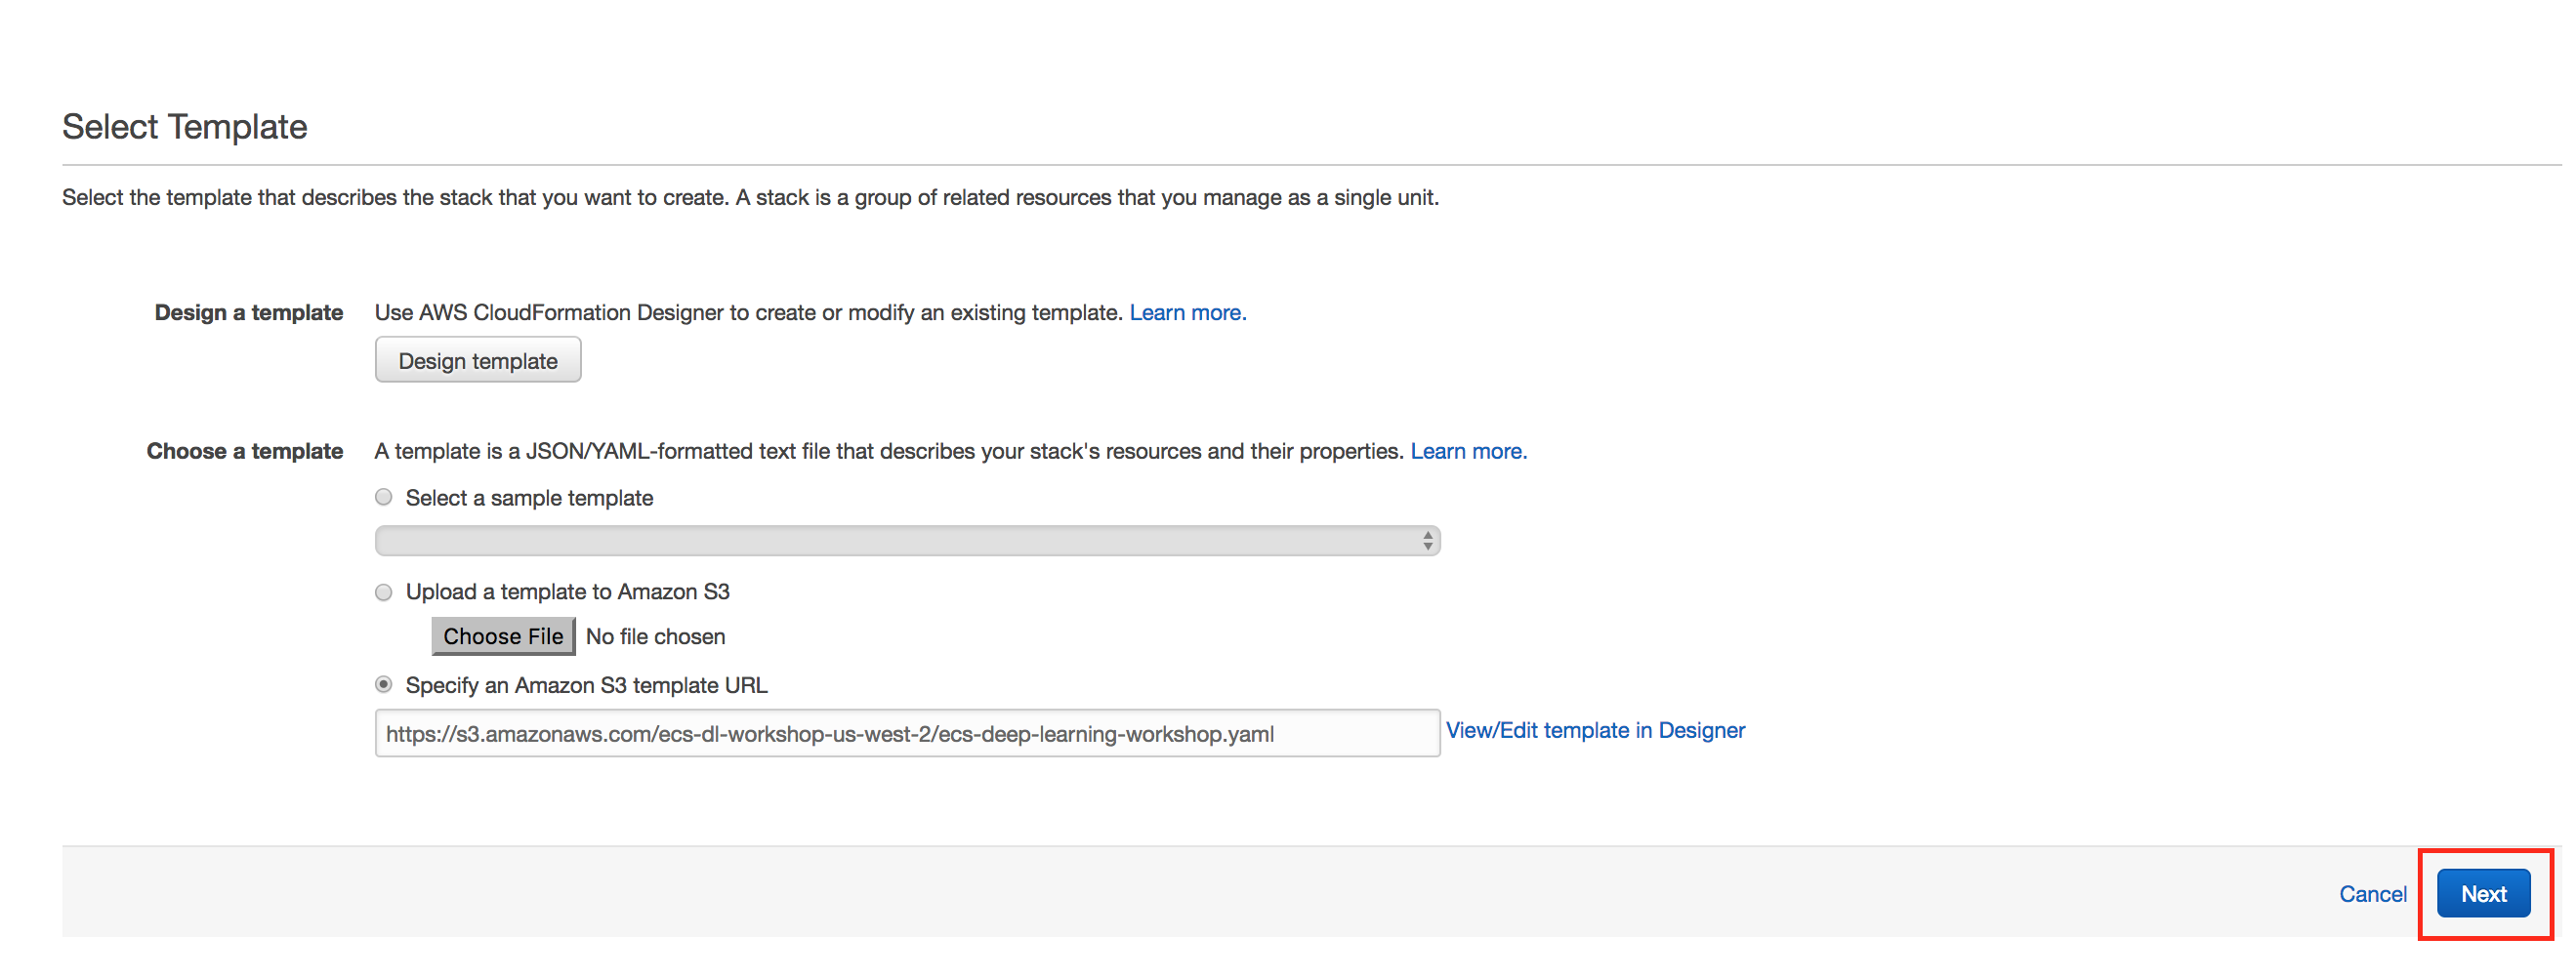 Select Template
Select the template that describes the stack that you want to create. A stack is a group of related resources that you manage as a single unit.
Design a template Use AWS CloudFormation Designer to create or modify an existing template. Learn more.
Design template
Choose a template A template is a JSON/YAML-formatted text file that describes your stack's resources and their properties. Learn more.
Select a sample template
Upload a template to Amazon S3
Choose File No file chosen
Specify an Amazon S3 template URL
https://s3.amazonaws.com/ecs-dl-workshop-us-west-2/ecs-deep-learning-workshop.yaml View/Edit template in Designer
Cancel Next